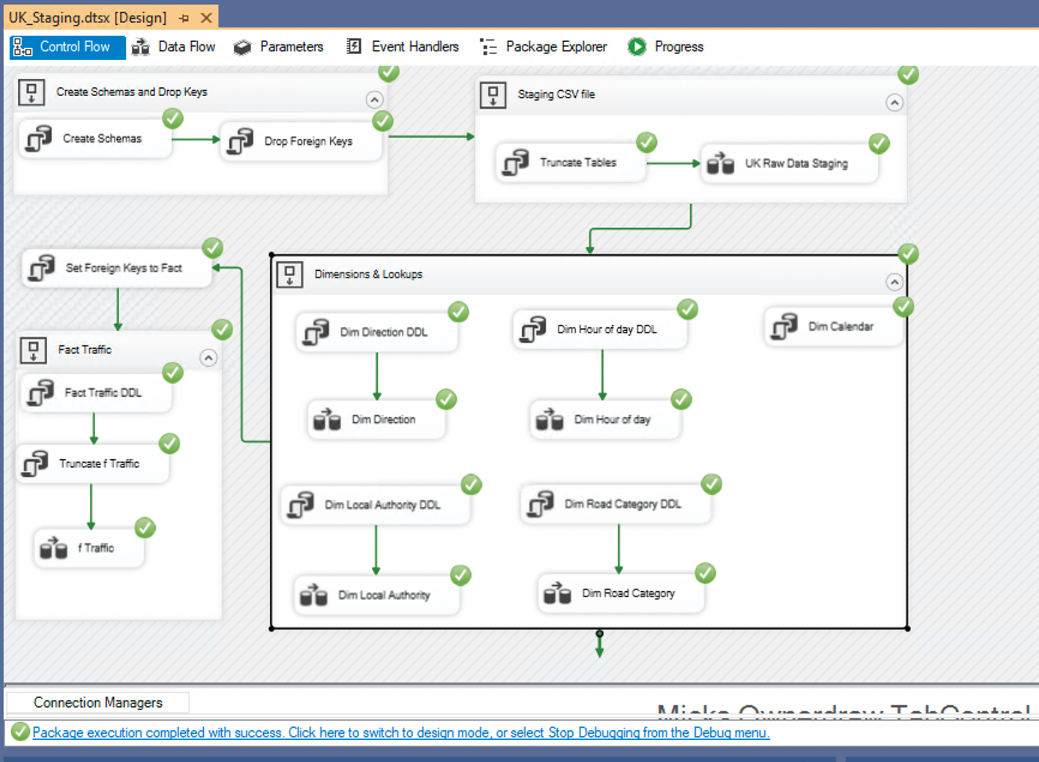 UK_Staging.dtsx [Design]
Control Flow
Data Flow
Parameters
Event Handlers
Package Explorer
Progress
Create Schemas and Drop Keys
Create Schemas
Drop Foreign Keys
Staging CSV file
Truncate Tables
UK Raw Data Staging
Set Foreign Keys to Fact
Fact Traffic
Fact Traffic DDL
Truncate f Traffic
f Traffic
Dimensions & Lookups
Dim Direction DDL
Dim Hour of day DDL
Dim Calendar
Dim Direction
Dim Hour of day
Dim Local Authority DDL
Dim Road Category DDL
Dim Local Authority
Dim Road Category
Connection Managers
Micks Ownerdraw TabControl
Package execution completed with success. Click here to switch to design mode, or select Stop Debugging from the Debug menu.